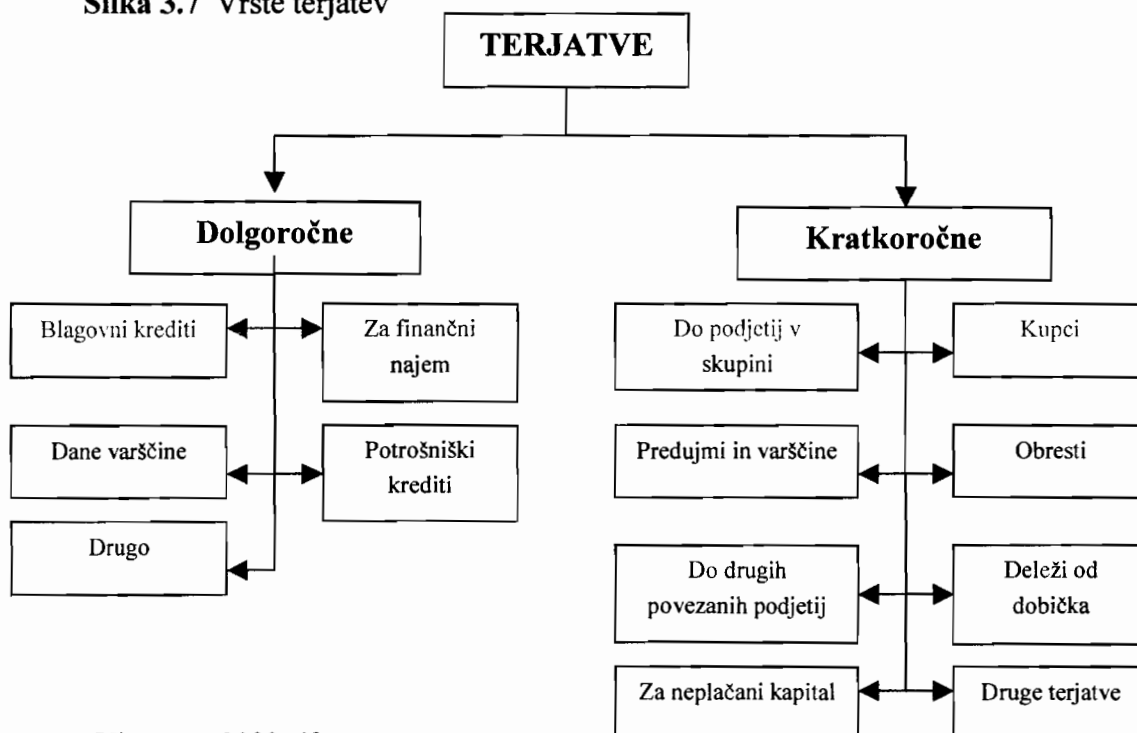 Slika 3.7 Vrste terjatev
TERJATVE
Dolgoročne
Kratkoročne
Blagovni krediti
Za finančni
najem
Dane varščine
Potrošniški
krediti
Drugo
Do podjetij v
skupini
Kupci
Predujmi in varščine
Obresti
Do drugih
povezanih podjetij
Deleži od
dobička
Za neplačani kapital
Druge terjatve